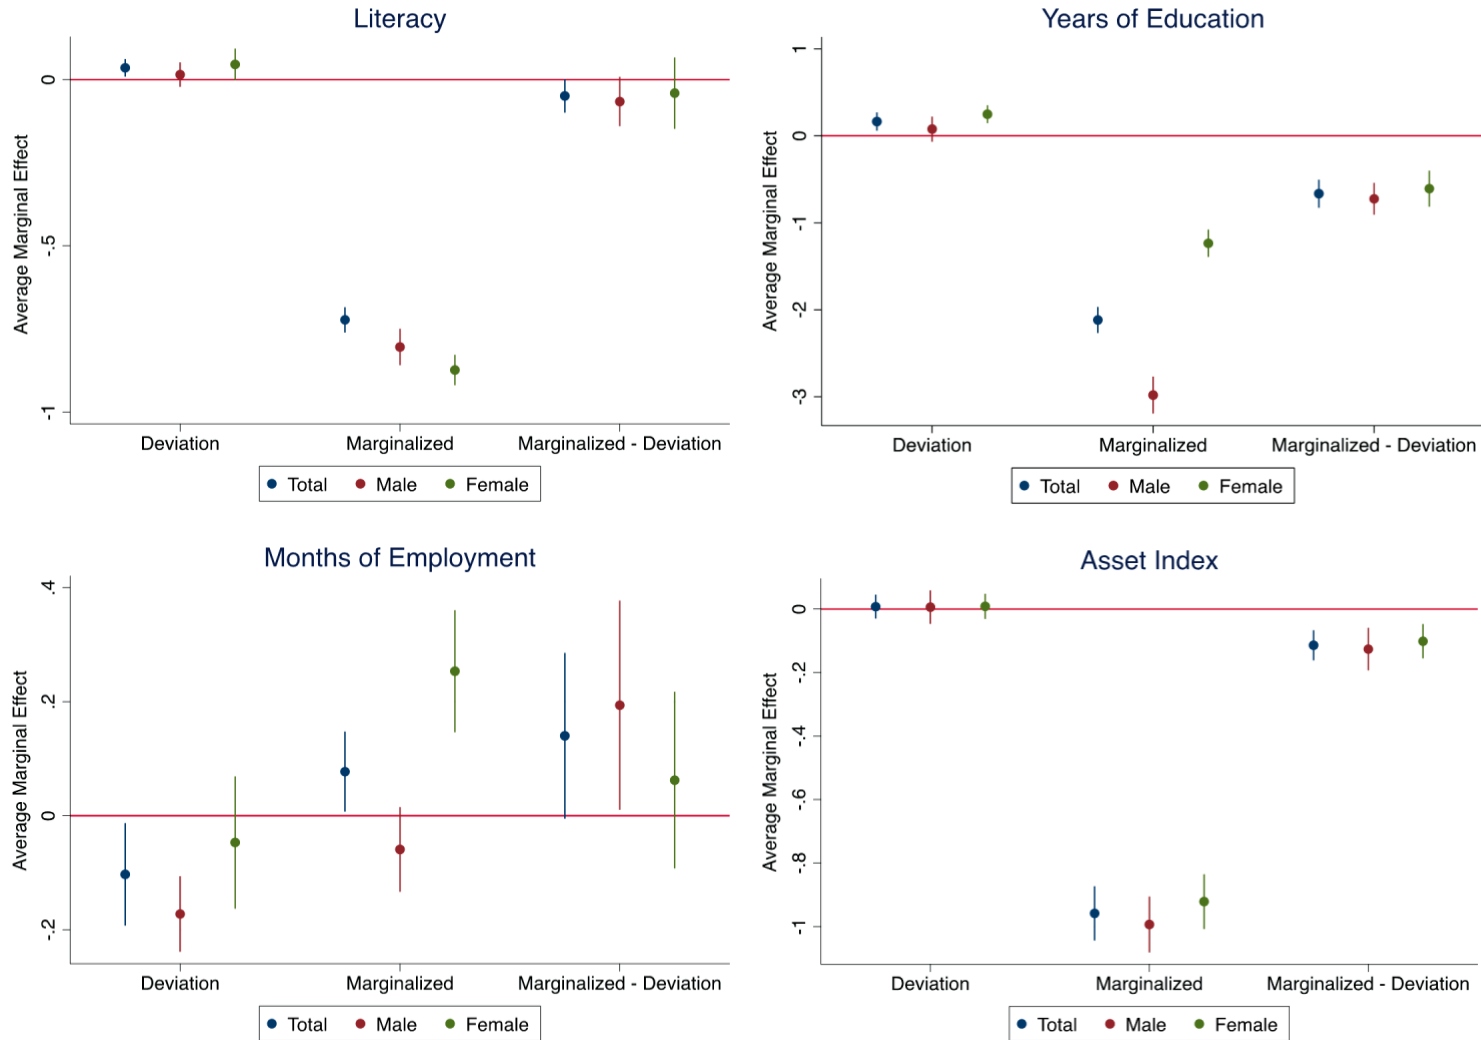 Literacy
Average Marginal Effect
0
-.5
-1
Deviation Marginalized Marginalized - Deviation
Total Male Female
Years of Education
Average Marginal Effect
1
0
-1
-2
-3
Deviation Marginalized Marginalized - Deviation
Total Male Female
Months of Employment
Average Marginal Effect
.4
.2
0
-.2
Deviation Marginalized Marginalized - Deviation
Total Male Female
Asset Index
Average Marginal Effect
0
-.2
-.4
-.6
-.8
-1
Deviation Marginalized Marginalized - Deviation
Total Male Female